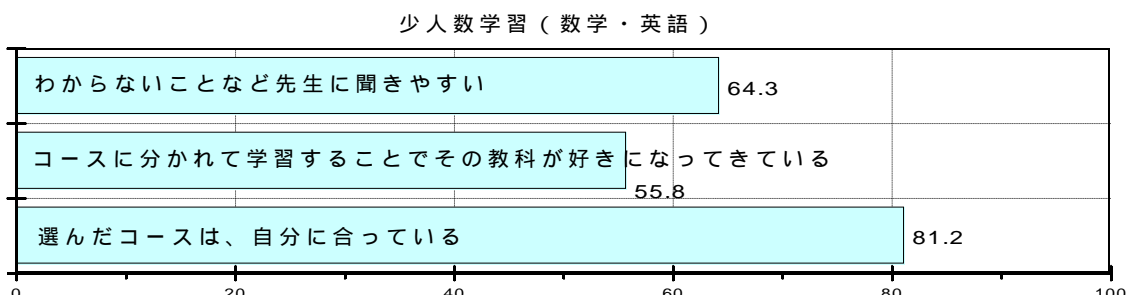 少人数学習(数学・英語)
わからないことなど先生に聞きやすい
64.3
コースに分かれて学習することでその教科が好きになってきている
55.8
選んだコースは、自分に合っている
81.2
0 20 40 60 80 100